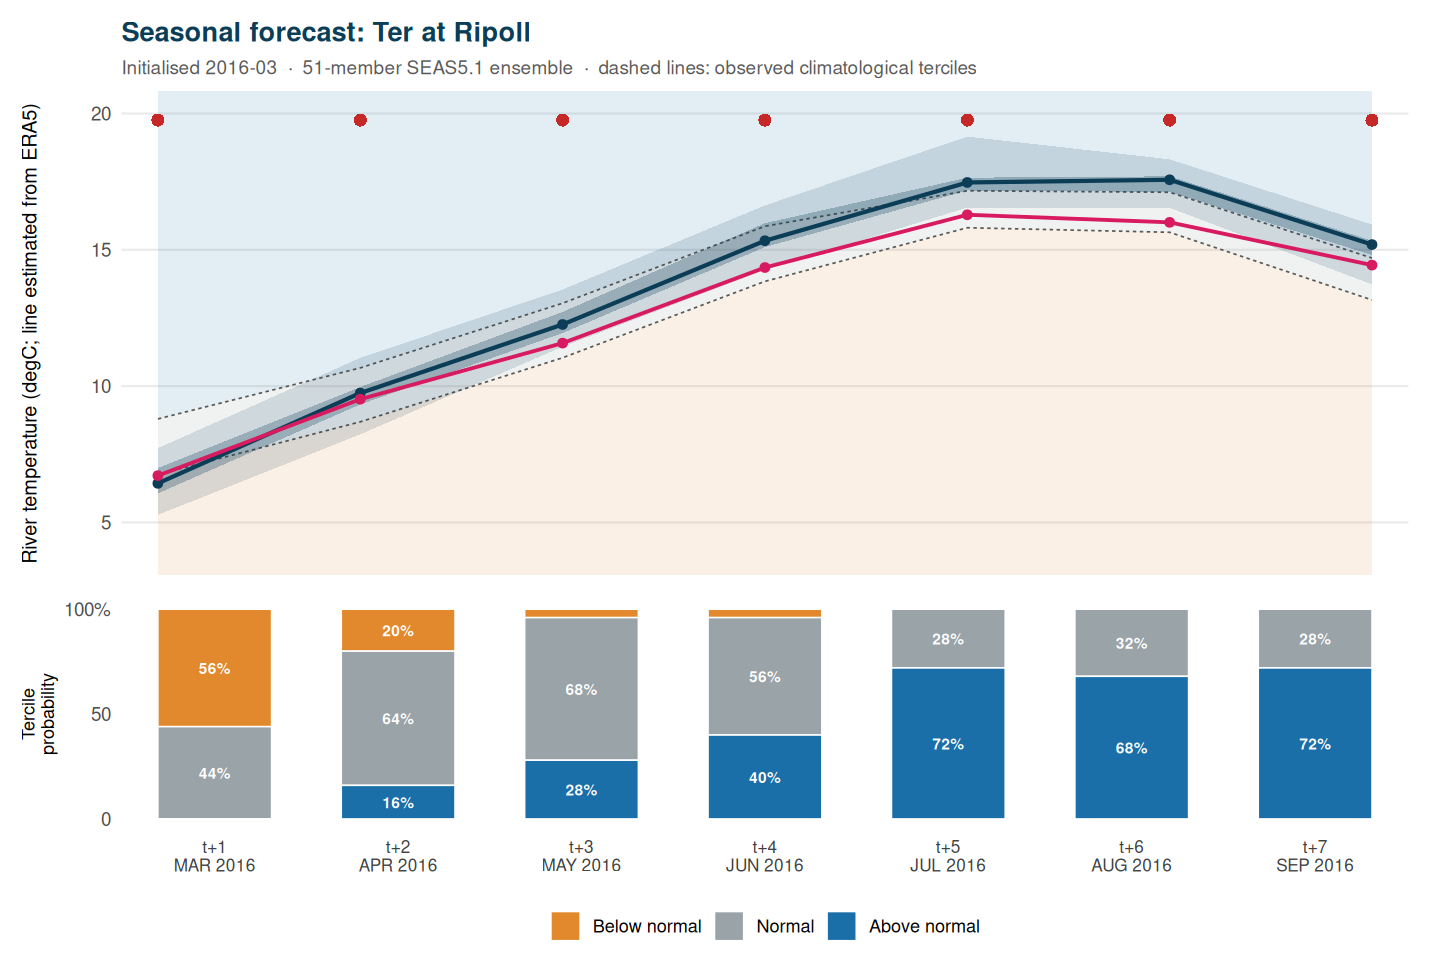 Seasonal forecast: Ter at Ripoll
Initialised 2016-03 · 51-member SEAS5.1 ensemble · dashed lines: observed climatological terciles
River temperature (degC; line estimated from ERA5)
20
15
10
5
Tercile
probability
100%
50
0
56%
44%
20%
64%
16%
68%
28%
56%
40%
28%
72%
32%
68%
28%
72%
t+1
MAR 2016
t+2
APR 2016
t+3
MAY 2016
t+4
JUN 2016
t+5
JUL 2016
t+6
AUG 2016
t+7
SEP 2016
Below normal Normal Above normal